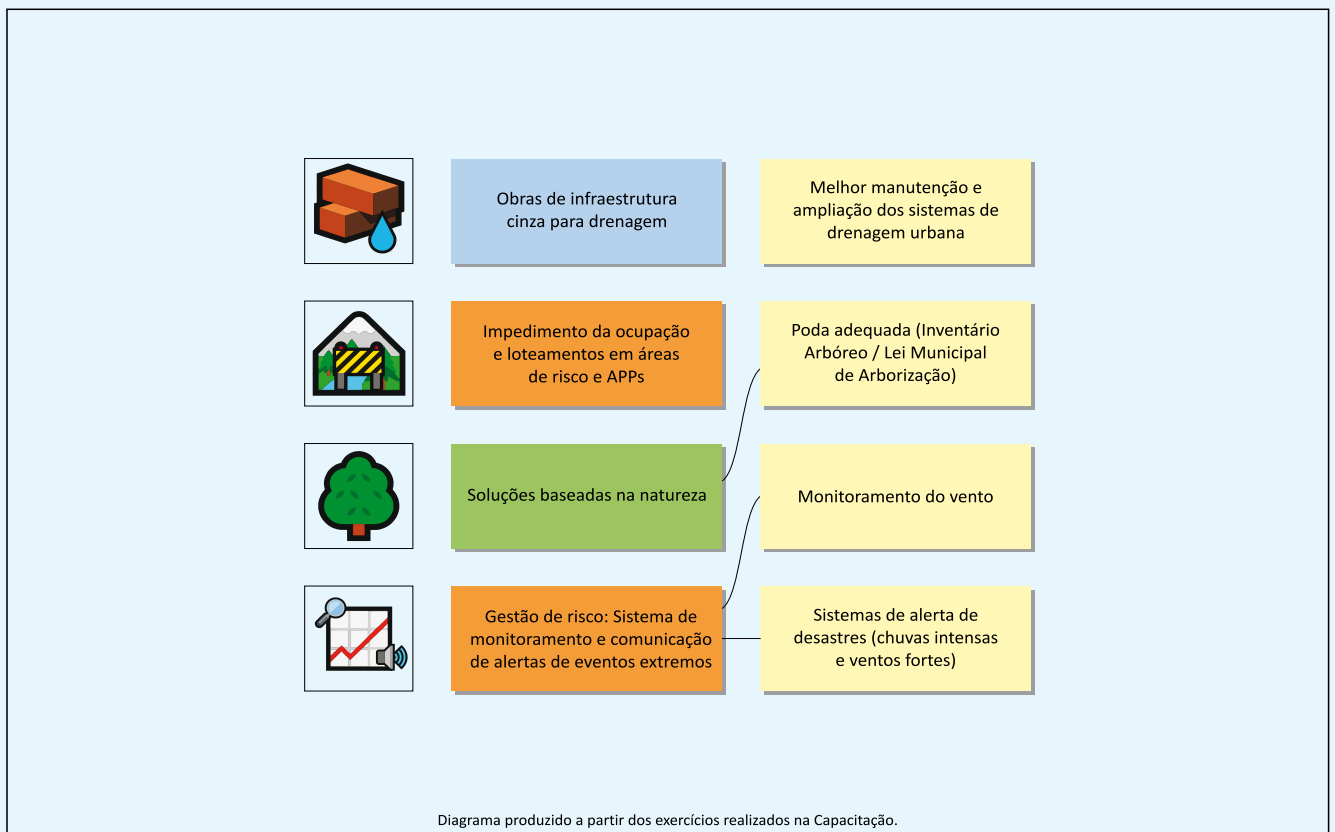 Obras de infraestrutura
cinza para drenagem
Melhor manutenção e
ampliação dos sistemas de
drenagem urbana
Impedimento da ocupação
e loteamentos em áreas
de risco e APPs
Poda adequada (Inventário
Arbóreo / Lei Municipal
de Arborização)
Soluções baseadas na natureza
Monitoramento do vento
Gestão de risco: Sistema de
monitoramento e comunicação
de alertas de eventos extremos
Sistemas de alerta de
desastres (chuvas intensas
e ventos fortes)
Diagrama produzido a partir dos exercícios realizados na Capacitação.